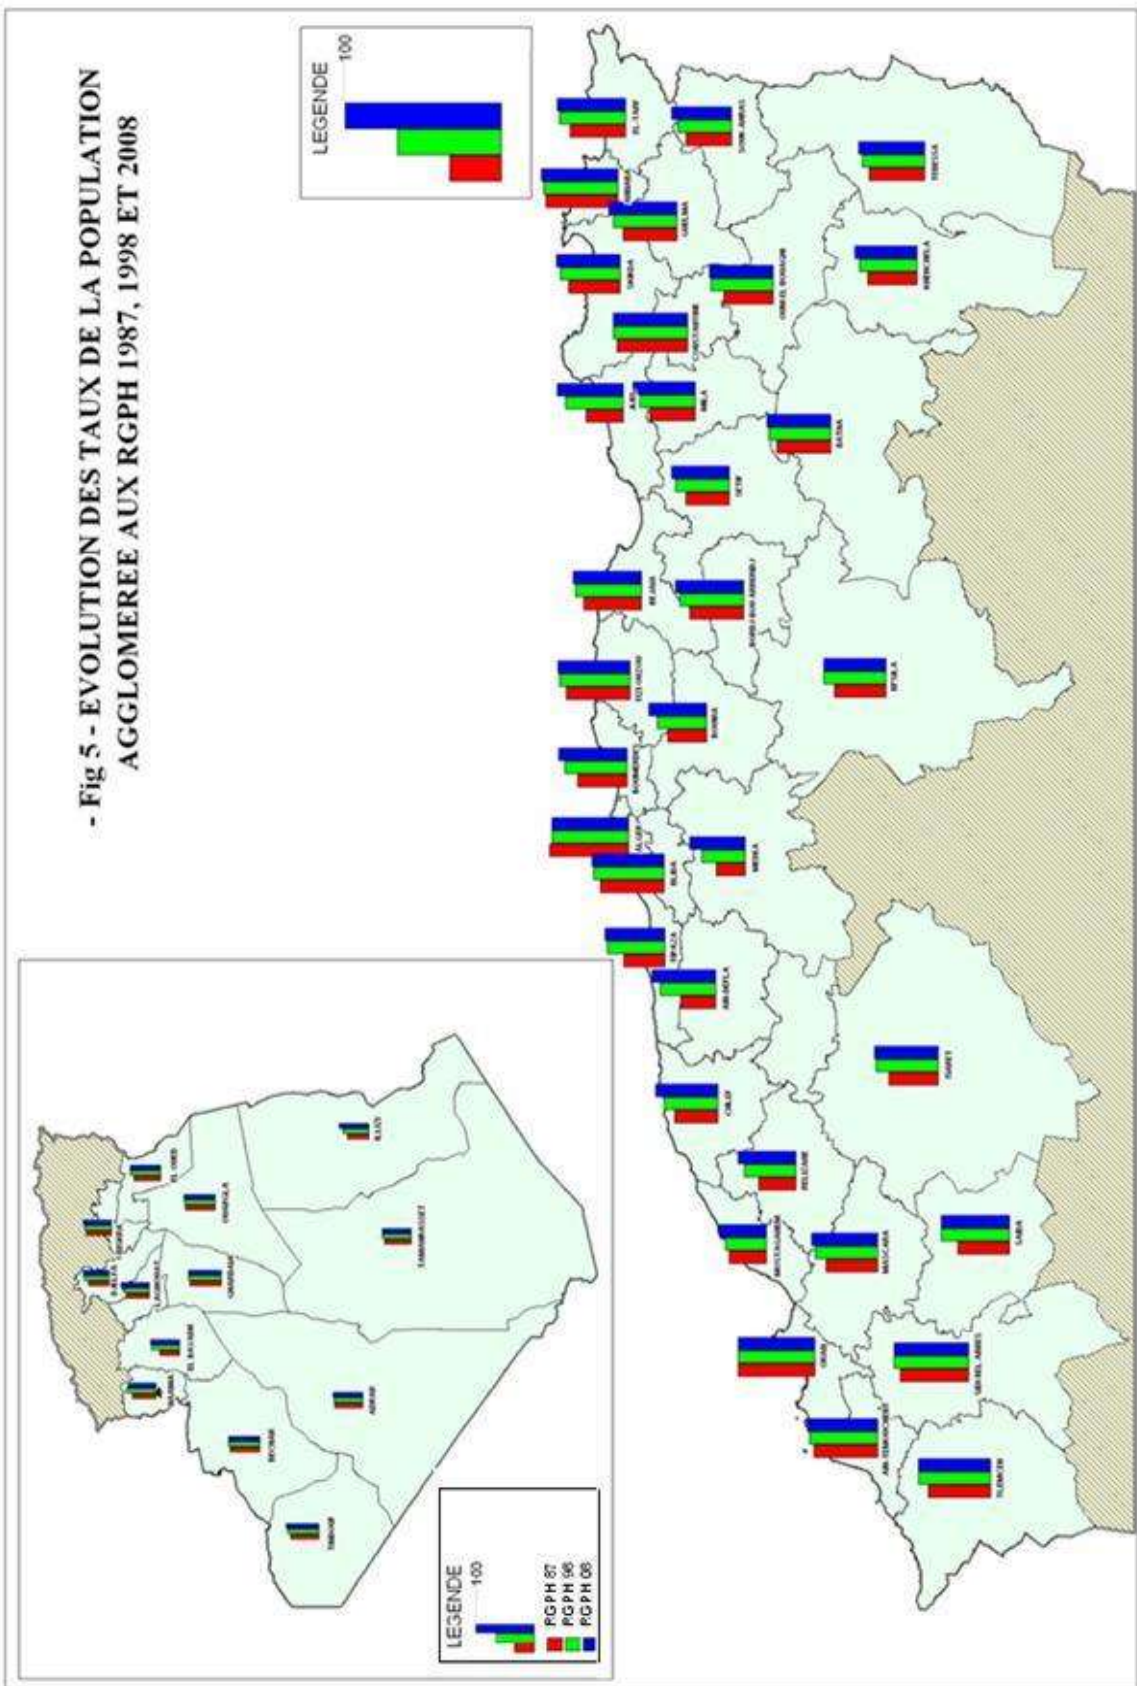 - Fig 5 - EVOLUTION DES TAUX DE LA POPULATION
AGGLOMEREE AUX RGPH 1987, 1998 ET 2008
LEGENDE
100
EL-TARF
ANNABA
GUELMA
SOUK-AHRAS
TEBESSA
SKIKDA
CONSTANTINE
OUM EL BOUAGHI
KHENCHELA
JIJEL
MILA
BATNA
SETIF
BEJAIA
BORDJ BOU ARRERIDJ
M'SILA
TIZI-OUZOU
BOUIRA
BOUMERDES
ALGER
BLIDA
MEDEA
TIPAZA
AIN-DEFLA
CHLEF
TIARET
RELIZANE
MOSTAGANEM
MASCARA
SAIDA
ORAN
SIDI BEL ABBES
AIN-TEMOUCHENT
TLEMCEN
EL OUED
BISKRA
OUARGLA
ILLIZI
DJELFA
LAGHOUAT
GHARDAIA
TAMANRASSET
EL BAYADH
NAAMA
ADRAR
BECHAR
TINDOUF
LEGENDE
100
RGPH 87
RGPH 98
RGPH 08